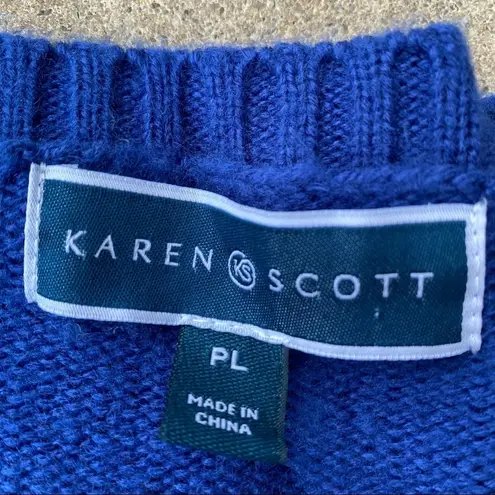 KAREN KS SCOTT
PL
MADE IN
CHINA